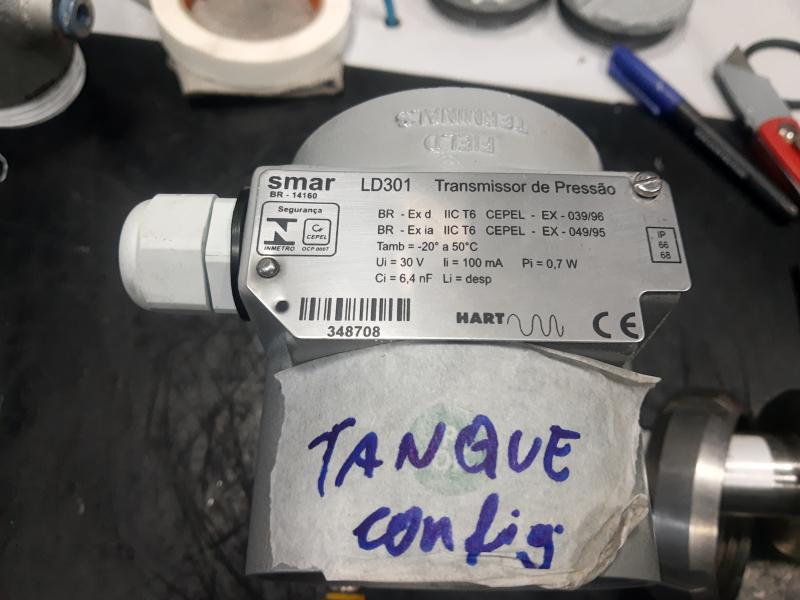 FIELD
TERMINALS
smar LD301 Transmissor de Pressão
BR - 14160
Segurança
INMETRO
CEPEL
OCP 0007
BR - Ex d IIC T6 CEPEL - EX - 039/96
BR - Ex ia IIC T6 CEPEL - EX - 049/95
Tamb = -20° a 50°C
Ui = 30 V Ii = 100 mA Pi = 0,7 W
Ci = 6,4 nF Li = desp
IP
66
68
348708
HART
CE
TANQUE
config